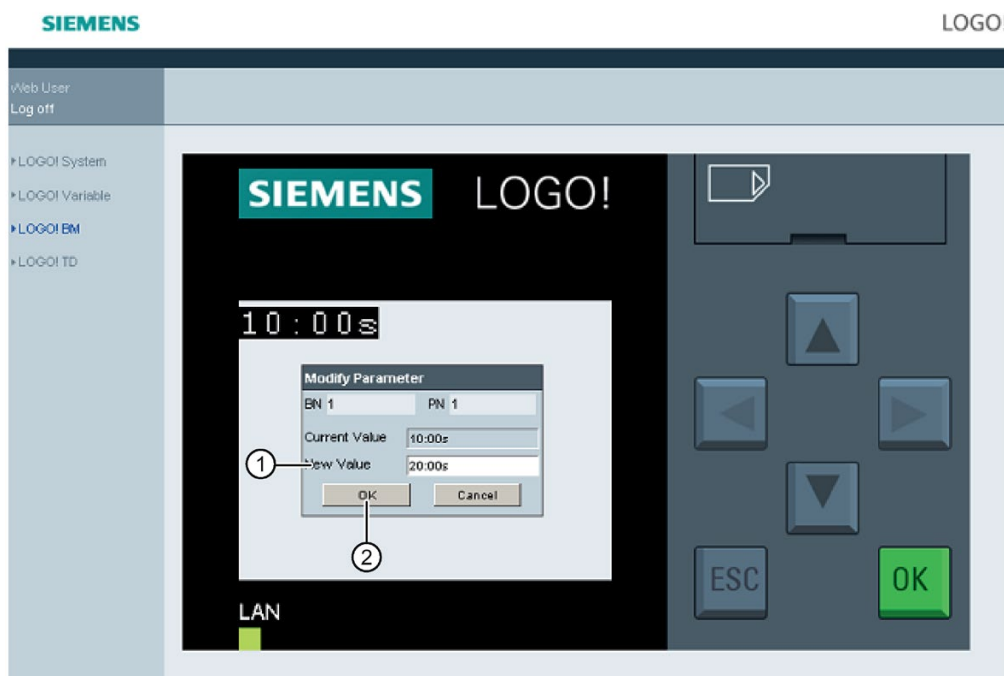 SIEMENS LOGO!
Web User
Log off
LOGO! System
LOGO! Variable
LOGO! BM
LOGO! TD
SIEMENS LOGO!
10:00s
Modify Parameter
BN 1 PN 1
Current Value 10:00s
1 New Value 20:00s
OK Cancel
2
LAN
ESC OK